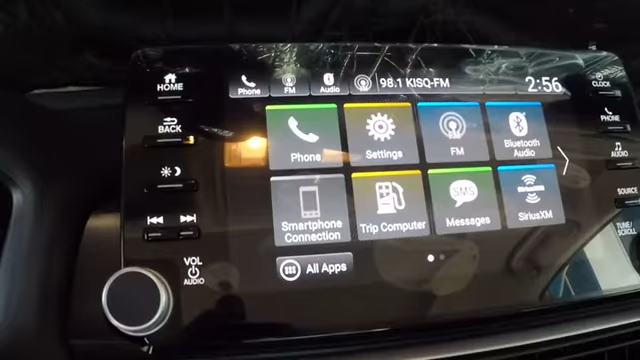 HOME
Phone
FM
Audio
98.1 KISQ-FM
2:56
CLOCK
BACK
PHONE
Phone
Settings
FM
Bluetooth
Audio
AUDIO
SMS
Smartphone
Connection
Trip Computer
Messages
SiriusXM
SOURCE
VOL
AUDIO
All Apps
TUNE/
SCROLL